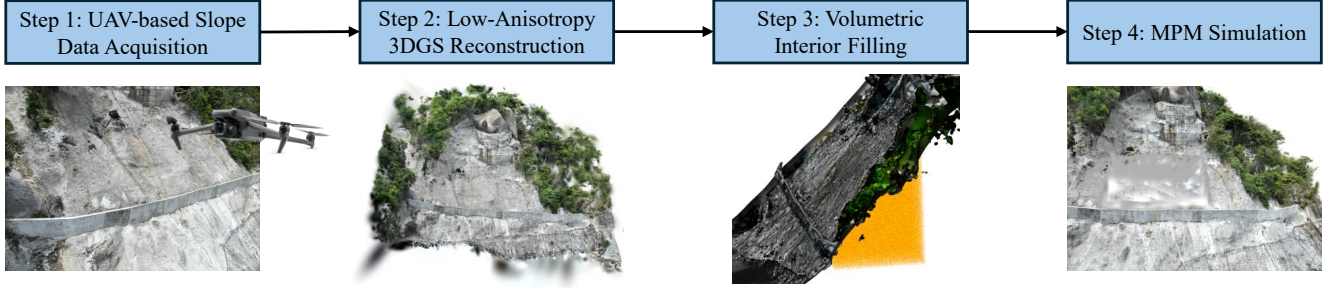 Step 1: UAV-based Slope
Data Acquisition
Step 2: Low-Anisotropy
3DGS Reconstruction
Step 3: Volumetric
Interior Filling
Step 4: MPM Simulation